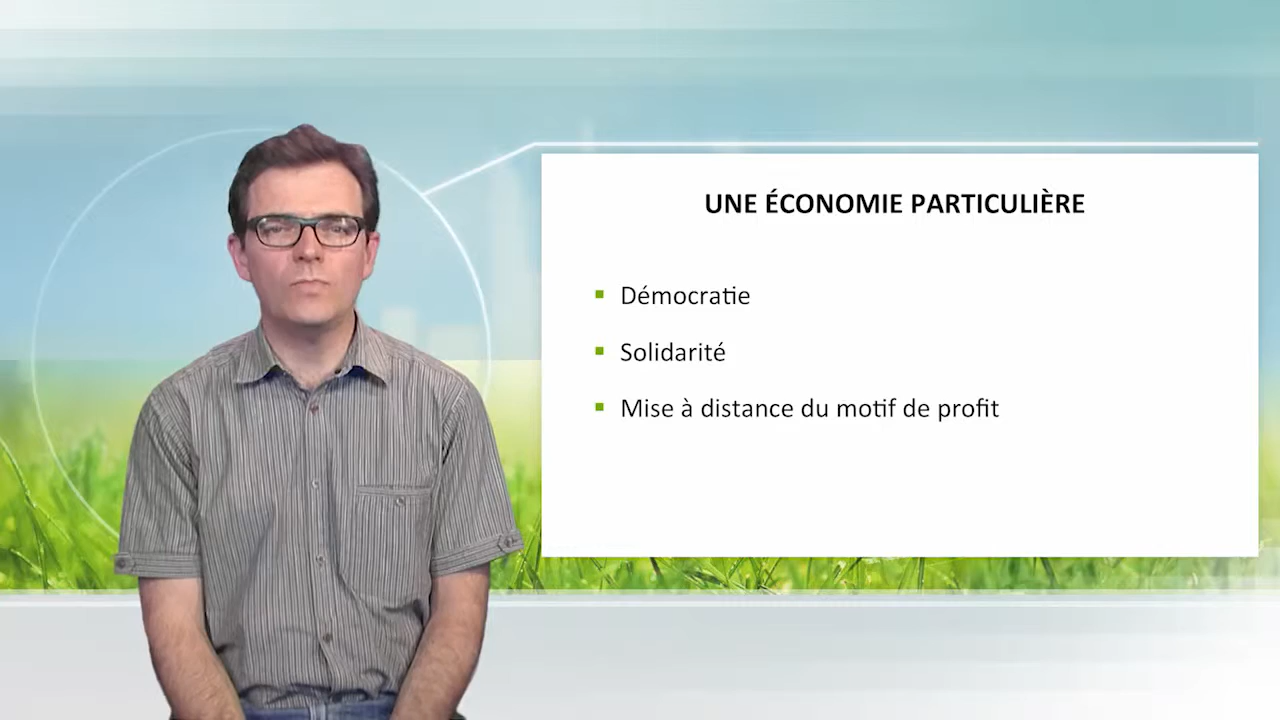 UNE ÉCONOMIE PARTICULIÈRE
Démocratie
Solidarité
Mise à distance du motif de profit